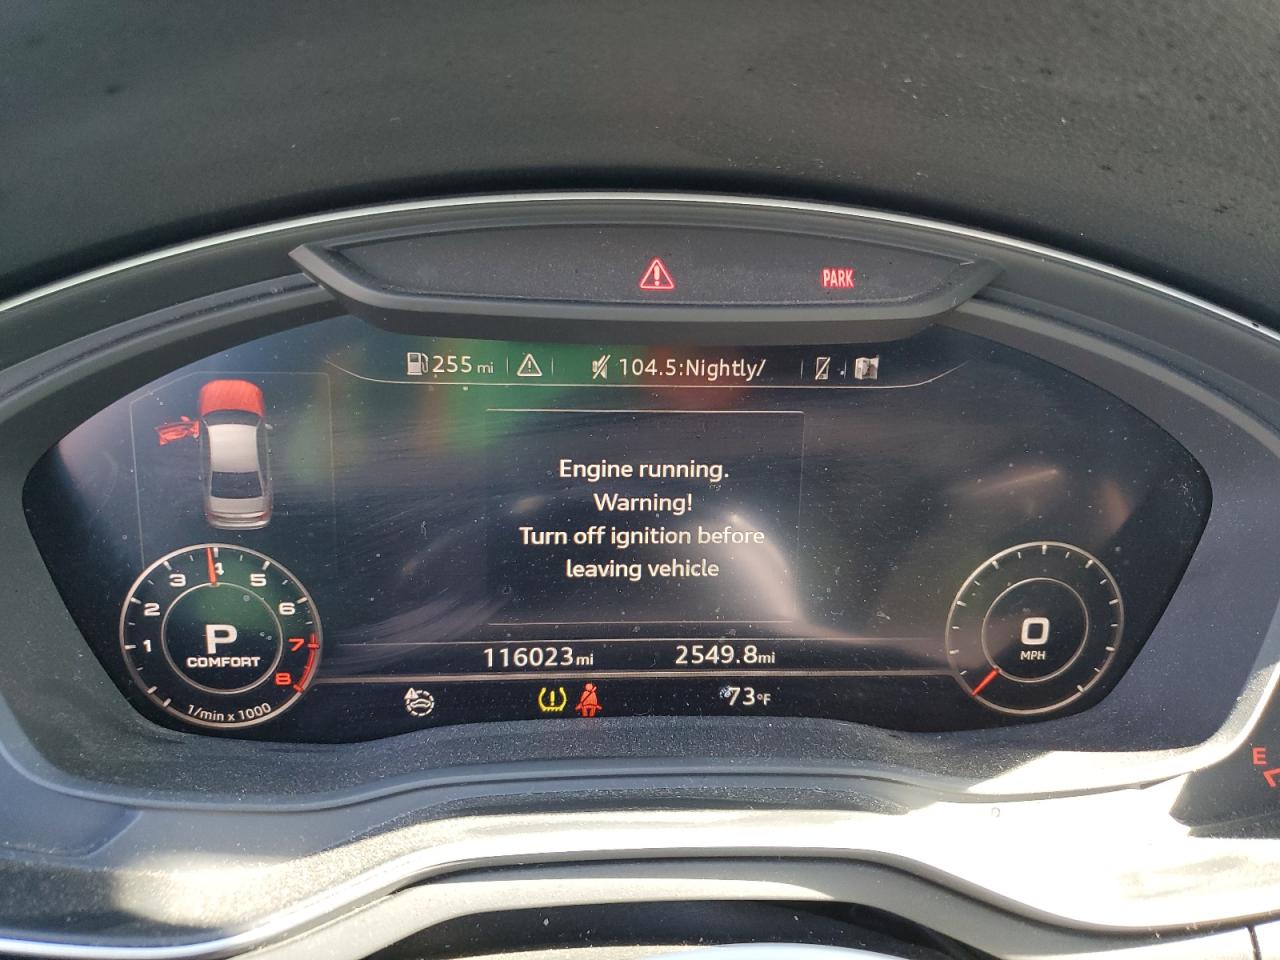 PARK
255 mi
104.5:Nightly/
Engine running.
Warning!
Turn off ignition before
leaving vehicle
1
2
3
4
5
6
7
8
P
COMFORT
1/min x 1000
0
MPH
116023mi
2549.8mi
73°F
E